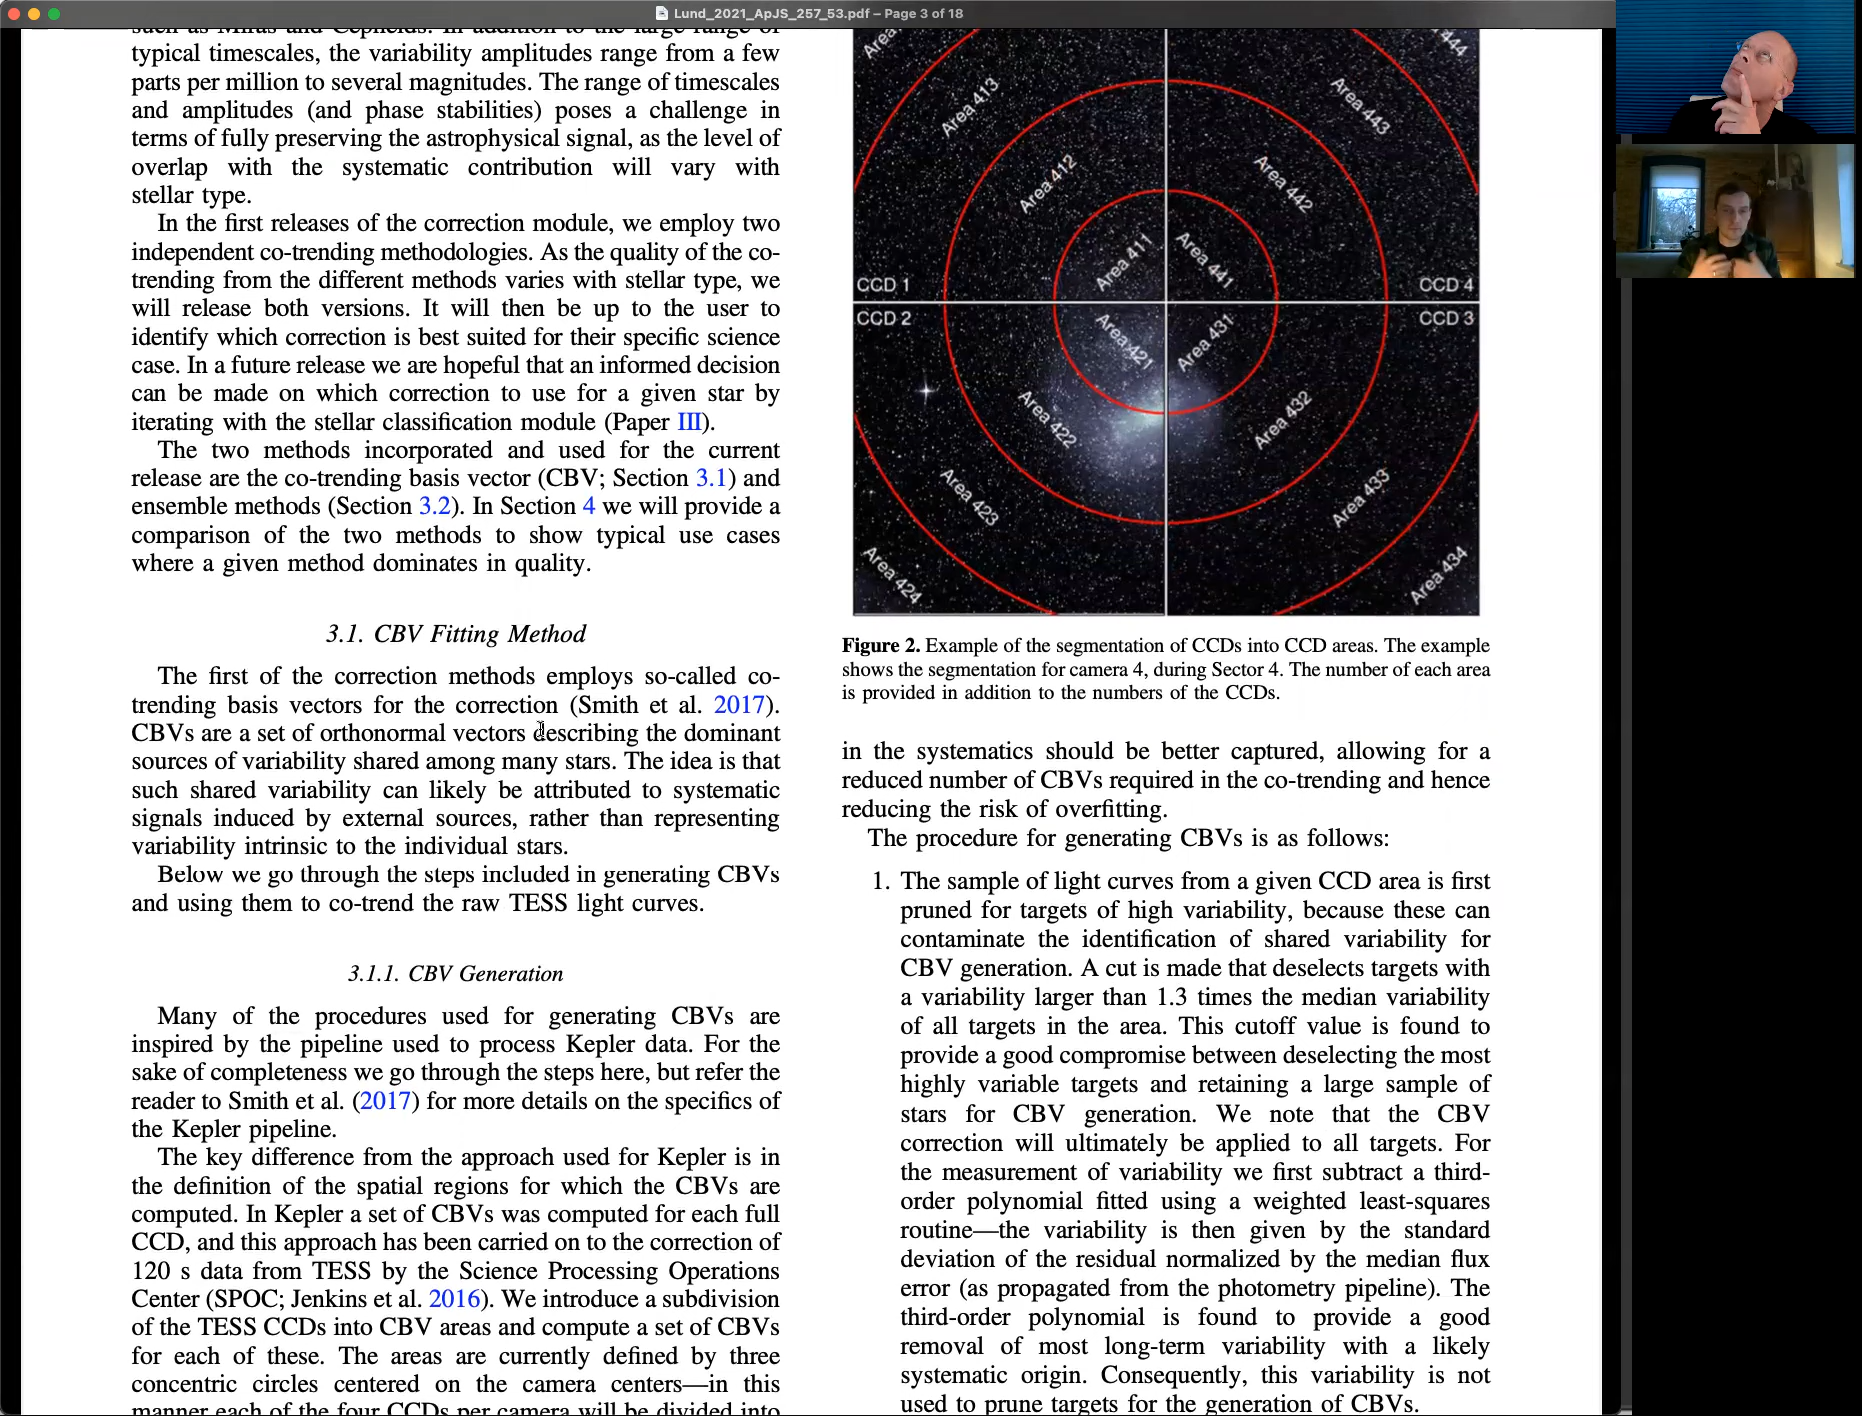 Lund_2021_ApJS_257_53.pdf – Page 3 of 18
such as Miras and Cepheids. In addition to the large range of
typical timescales, the variability amplitudes range from a few
parts per million to several magnitudes. The range of timescales
and amplitudes (and phase stabilities) poses a challenge in
terms of fully preserving the astrophysical signal, as the level of
overlap with the systematic contribution will vary with
stellar type.
In the first releases of the correction module, we employ two
independent co-trending methodologies. As the quality of the co-
trending from the different methods varies with stellar type, we
will release both versions. It will then be up to the user to
identify which correction is best suited for their specific science
case. In a future release we are hopeful that an informed decision
can be made on which correction to use for a given star by
iterating with the stellar classification module (Paper III).
The two methods incorporated and used for the current
release are the co-trending basis vector (CBV; Section 3.1) and
ensemble methods (Section 3.2). In Section 4 we will provide a
comparison of the two methods to show typical use cases
where a given method dominates in quality.
3.1. CBV Fitting Method
The first of the correction methods employs so-called co-
trending basis vectors for the correction (Smith et al. 2017).
CBVs are a set of orthonormal vectors describing the dominant
sources of variability shared among many stars. The idea is that
such shared variability can likely be attributed to systematic
signals induced by external sources, rather than representing
variability intrinsic to the individual stars.
Below we go through the steps included in generating CBVs
and using them to co-trend the raw TESS light curves.
3.1.1. CBV Generation
Many of the procedures used for generating CBVs are
inspired by the pipeline used to process Kepler data. For the
sake of completeness we go through the steps here, but refer the
reader to Smith et al. (2017) for more details on the specifics of
the Kepler pipeline.
The key difference from the approach used for Kepler is in
the definition of the spatial regions for which the CBVs are
computed. In Kepler a set of CBVs was computed for each full
CCD, and this approach has been carried on to the correction of
120 s data from TESS by the Science Processing Operations
Center (SPOC; Jenkins et al. 2016). We introduce a subdivision
of the TESS CCDs into CBV areas and compute a set of CBVs
for each of these. The areas are currently defined by three
concentric circles centered on the camera centers—in this
manner each of the four CCDs per camera will be divided into
Area
444
Area 413
Area 443
Area 412
Area 442
Area 411
Area 441
CCD 1
CCD 4
CCD 2
CCD 3
Area 421
Area 431
Area 422
Area 432
Area 423
Area 433
Area 424
Area 434
Figure 2. Example of the segmentation of CCDs into CCD areas. The example
shows the segmentation for camera 4, during Sector 4. The number of each area
is provided in addition to the numbers of the CCDs.
in the systematics should be better captured, allowing for a
reduced number of CBVs required in the co-trending and hence
reducing the risk of overfitting.
The procedure for generating CBVs is as follows:
1. The sample of light curves from a given CCD area is first
pruned for targets of high variability, because these can
contaminate the identification of shared variability for
CBV generation. A cut is made that deselects targets with
a variability larger than 1.3 times the median variability
of all targets in the area. This cutoff value is found to
provide a good compromise between deselecting the most
highly variable targets and retaining a large sample of
stars for CBV generation. We note that the CBV
correction will ultimately be applied to all targets. For
the measurement of variability we first subtract a third-
order polynomial fitted using a weighted least-squares
routine—the variability is then given by the standard
deviation of the residual normalized by the median flux
error (as propagated from the photometry pipeline). The
third-order polynomial is found to provide a good
removal of most long-term variability with a likely
systematic origin. Consequently, this variability is not
used to prune targets for the generation of CBVs.